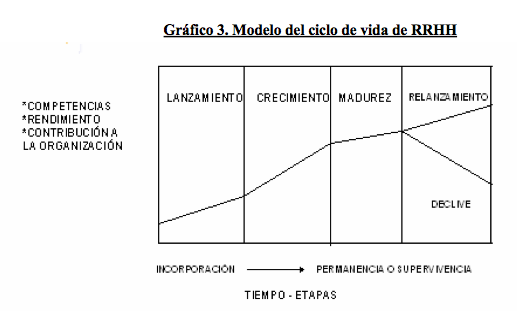 Gráfico 3. Modelo del ciclo de vida de RRHH
LANZAMIENTO
CRECIMIENTO
MADUREZ
RELANZAMIENTO
*COMPETENCIAS
*RENDIMIENTO
*CONTRIBUCIÓN A
LA ORGANIZACIÓN
DECLIVE
INCORPORACIÓN
PERMANENCIA O SUPERVIVENCIA
TIEMPO - ETAPAS